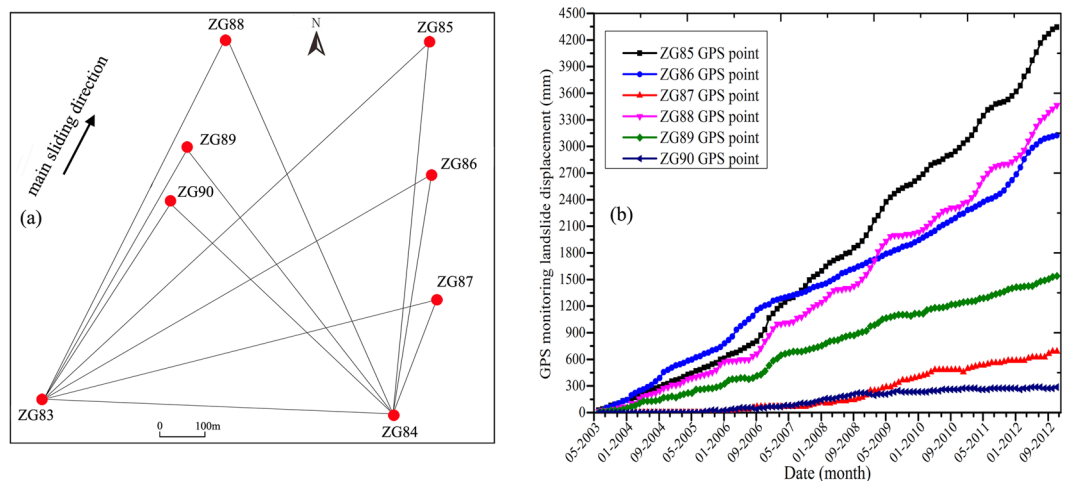 ZG88
N
ZG85
main sliding direction
ZG89
ZG86
ZG90
(a)
ZG87
ZG83
ZG84
0 100m
GPS monitoring landslide displacement (mm)
4500
4200
3900
3600
3300
3000
2700
2400
2100
1800
1500
1200
900
600
300
0
ZG85 GPS point
ZG86 GPS point
ZG87 GPS point
ZG88 GPS point
ZG89 GPS point
ZG90 GPS point
(b)
05-2003
01-2004
09-2004
05-2005
01-2006
09-2006
05-2007
01-2008
09-2008
05-2009
01-2010
09-2010
05-2011
01-2012
09-2012
Date (month)